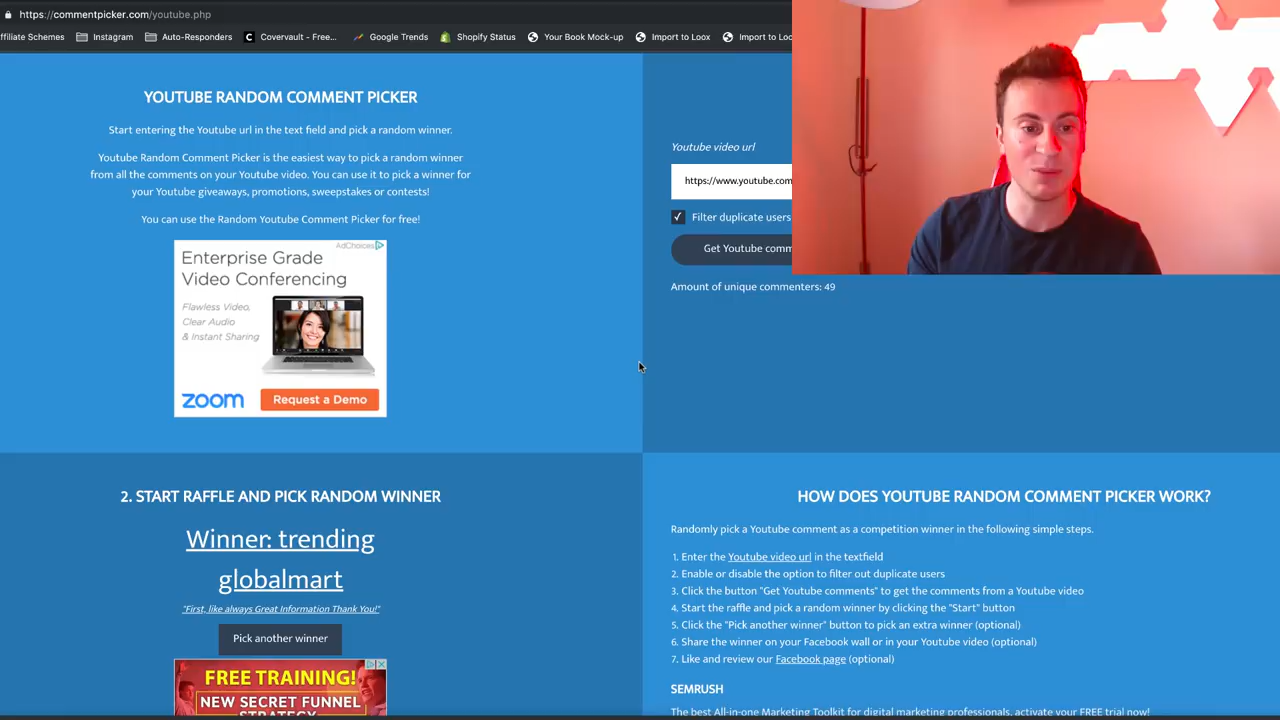 https://commentpicker.com/youtube.php
ffiliate Schemes Instagram Auto-Responders Covervault - Free... Google Trends Shopify Status Your Book Mock-up Import to Loox Import to Loo
YOUTUBE RANDOM COMMENT PICKER
Start entering the Youtube url in the text field and pick a random winner.
Youtube Random Comment Picker is the easiest way to pick a random winner
from all the comments on your Youtube video. You can use it to pick a winner for
your Youtube giveaways, promotions, sweepstakes or contests!
You can use the Random Youtube Comment Picker for free!
AdChoices
Enterprise Grade
Video Conferencing
Flawless Video,
Clear Audio
& Instant Sharing
zoom Request a Demo
Youtube video url
https://www.youtube.com
Filter duplicate users
Get Youtube comm
Amount of unique commenters: 49
2. START RAFFLE AND PICK RANDOM WINNER
Winner: trending
globalmart
"First, like always Great Information Thank You!"
Pick another winner
FREE TRAINING!
NEW SECRET FUNNEL
STRATEGY
HOW DOES YOUTUBE RANDOM COMMENT PICKER WORK?
Randomly pick a Youtube comment as a competition winner in the following simple steps.
1. Enter the Youtube video url in the textfield
2. Enable or disable the option to filter out duplicate users
3. Click the button "Get Youtube comments" to get the comments from a Youtube video
4. Start the raffle and pick a random winner by clicking the "Start" button
5. Click the "Pick another winner" button to pick an extra winner (optional)
6. Share the winner on your Facebook wall or in your Youtube video (optional)
7. Like and review our Facebook page (optional)
SEMRUSH
The best All-in-one Marketing Toolkit for digital marketing professionals, activate your FREE trial now!